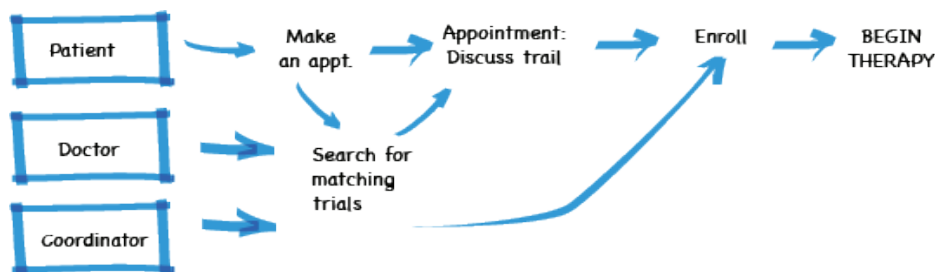 Patient
Make
an appt.
Appointment:
Discuss trail
Enroll
BEGIN
THERAPY
Doctor
Search for
matching
trials
Coordinator